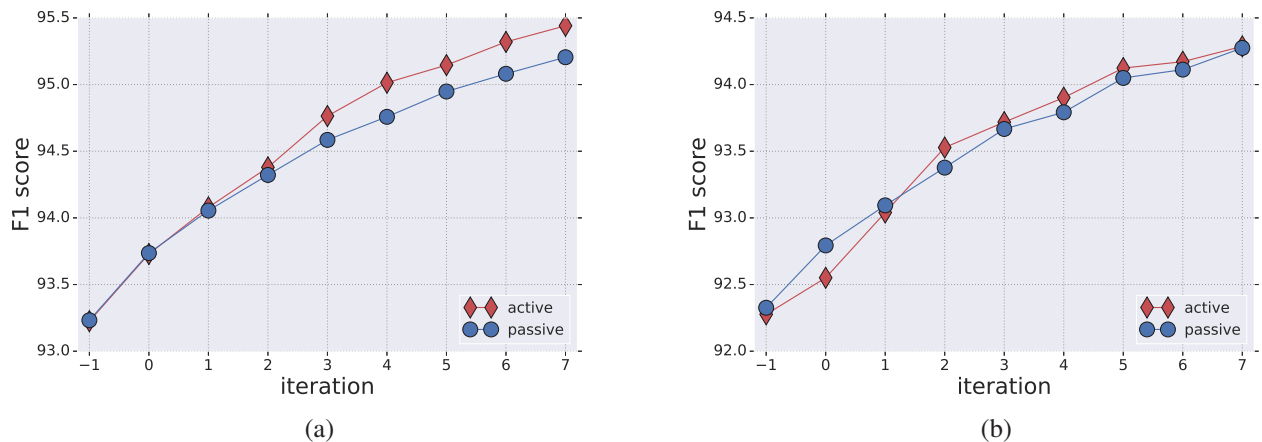 95.5
95.0
94.5
94.0
93.5
93.0
F1 score
−1 0 1 2 3 4 5 6 7
iteration
active
passive
(a)
94.5
94.0
93.5
93.0
92.5
92.0
F1 score
−1 0 1 2 3 4 5 6 7
iteration
active
passive
(b)